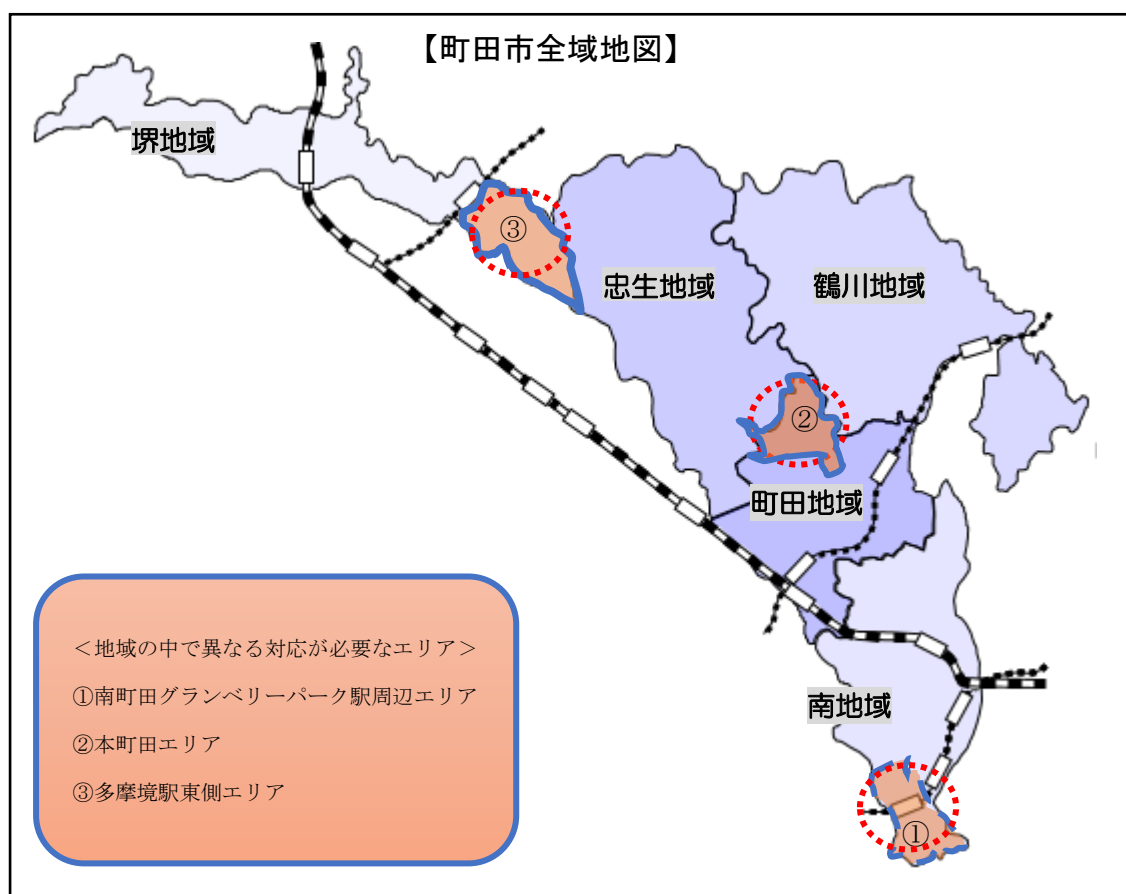 【町田市全域地図】
堺地域
③
忠生地域
鶴川地域
②
町田地域
南地域
①
＜地域の中で異なる対応が必要なエリア＞
①南町田グランベリーパーク駅周辺エリア
②本町田エリア
③多摩境駅東側エリア